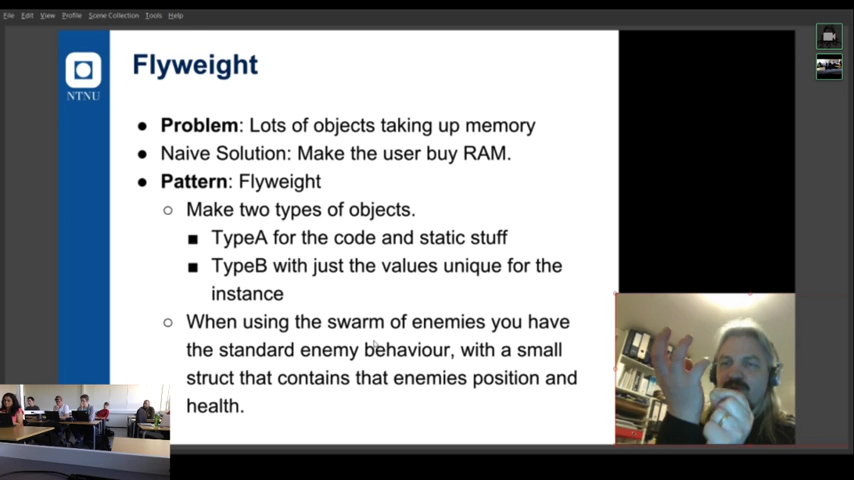 File Edit View Profile Scene Collection Tools Help
Flyweight
NTNU
● Problem: Lots of objects taking up memory
● Naive Solution: Make the user buy RAM.
● Pattern: Flyweight
○ Make two types of objects.
■ TypeA for the code and static stuff
■ TypeB with just the values unique for the
instance
○ When using the swarm of enemies you have
the standard enemy behaviour, with a small
struct that contains that enemies position and
health.